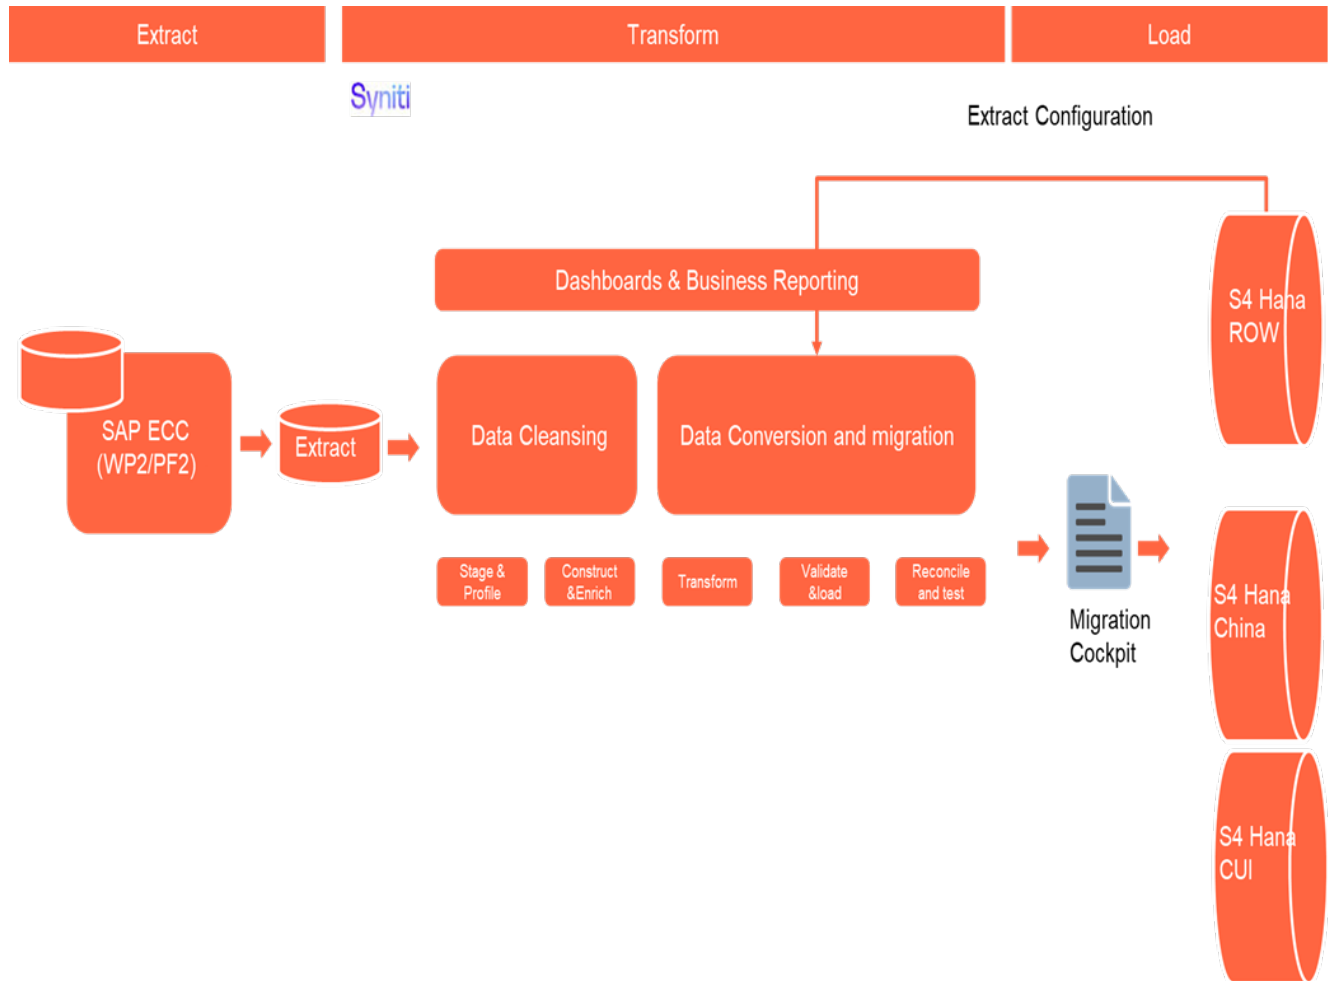 Extract
Transform
Load
Syniti
Extract Configuration
Dashboards & Business Reporting
S4 Hana
ROW
SAP ECC
(WP2/PF2)
Extract
Data Cleansing
Data Conversion and migration
Stage &
Profile
Construct
&Enrich
Transform
Validate
&load
Reconcile
and test
Migration
Cockpit
S4 Hana
China
S4 Hana
CUI